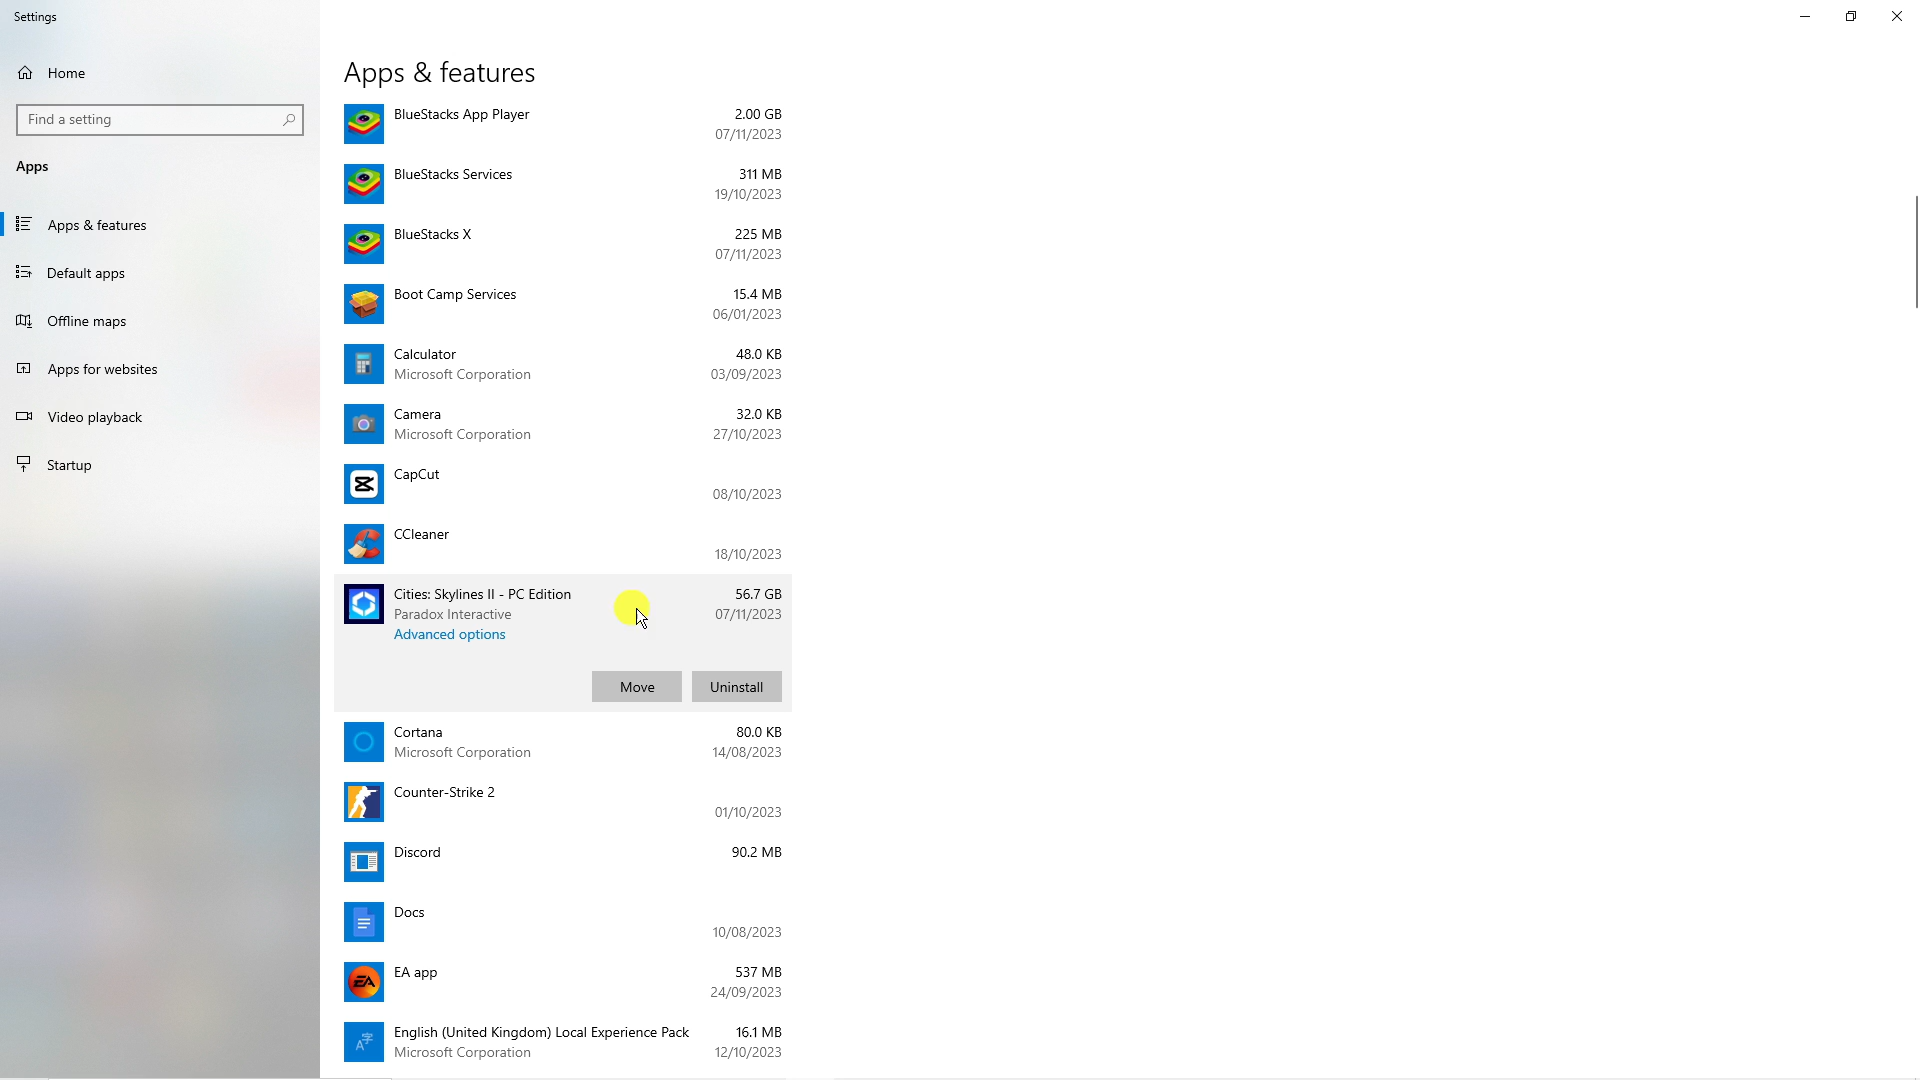 Settings
Home
Find a setting
Apps
Apps & features
Default apps
Offline maps
Apps for websites
Video playback
Startup
Apps & features
BlueStacks App Player 2.00 GB
07/11/2023
BlueStacks Services 311 MB
19/10/2023
BlueStacks X 225 MB
07/11/2023
Boot Camp Services 15.4 MB
06/01/2023
Calculator 48.0 KB
Microsoft Corporation 03/09/2023
Camera 32.0 KB
Microsoft Corporation 27/10/2023
CapCut
08/10/2023
CCleaner
18/10/2023
Cities: Skylines II - PC Edition 56.7 GB
Paradox Interactive 07/11/2023
Advanced options
Move Uninstall
Cortana 80.0 KB
Microsoft Corporation 14/08/2023
Counter-Strike 2
01/10/2023
Discord 90.2 MB
Docs
10/08/2023
EA app 537 MB
24/09/2023
English (United Kingdom) Local Experience Pack 16.1 MB
Microsoft Corporation 12/10/2023